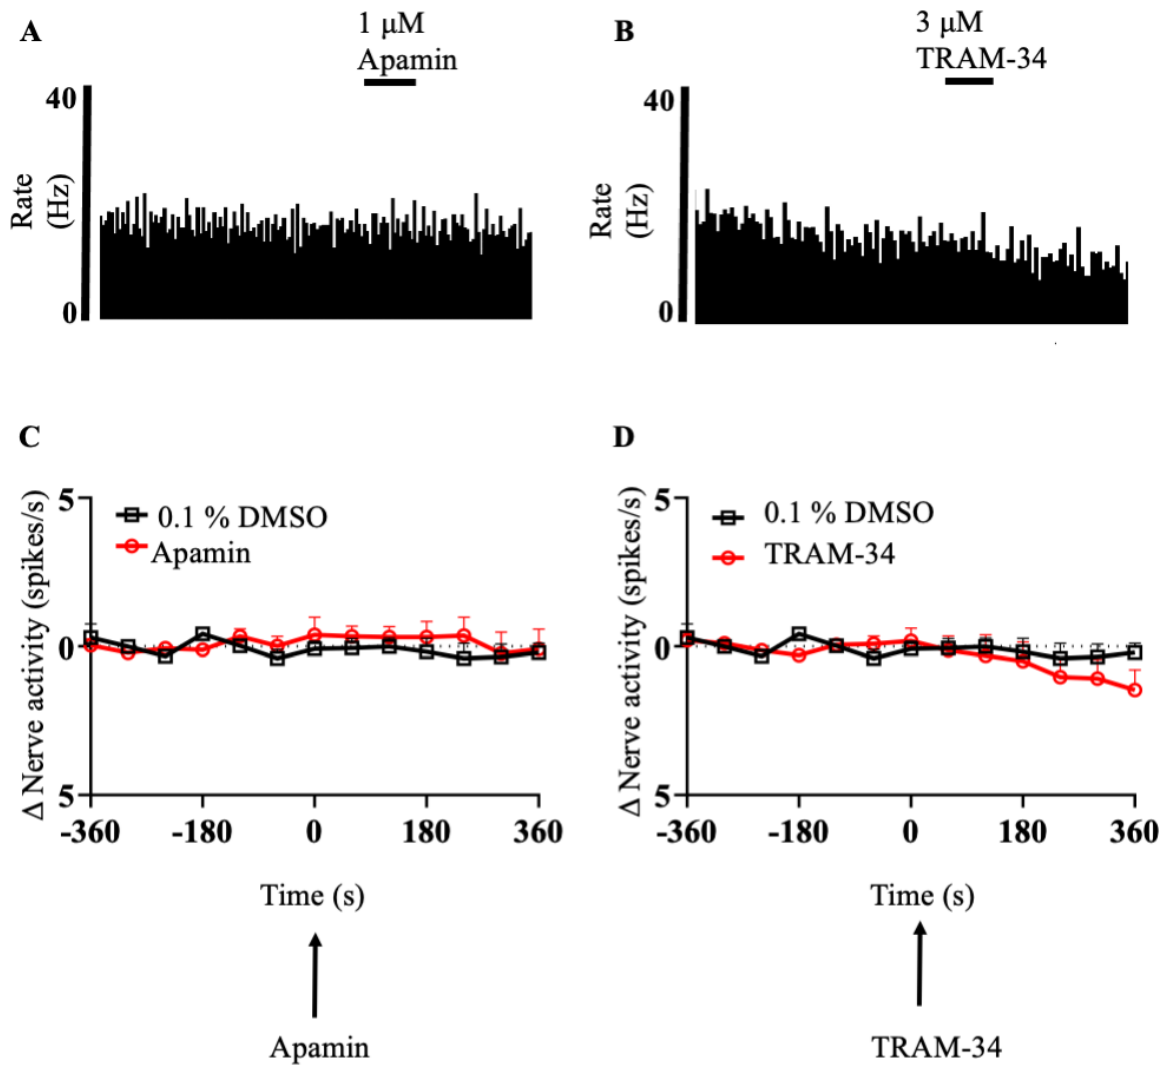 A
1 μM
Apamin
40
Rate
(Hz)
0
B
3 μM
TRAM-34
40
Rate
(Hz)
0
C
5
0.1 % DMSO
Apamin
0
5
Δ Nerve activity (spikes/s)
-360 -180 0 180 360
Time (s)
Apamin
D
5
0.1 % DMSO
TRAM-34
0
5
Δ Nerve activity (spikes/s)
-360 -180 0 180 360
Time (s)
TRAM-34